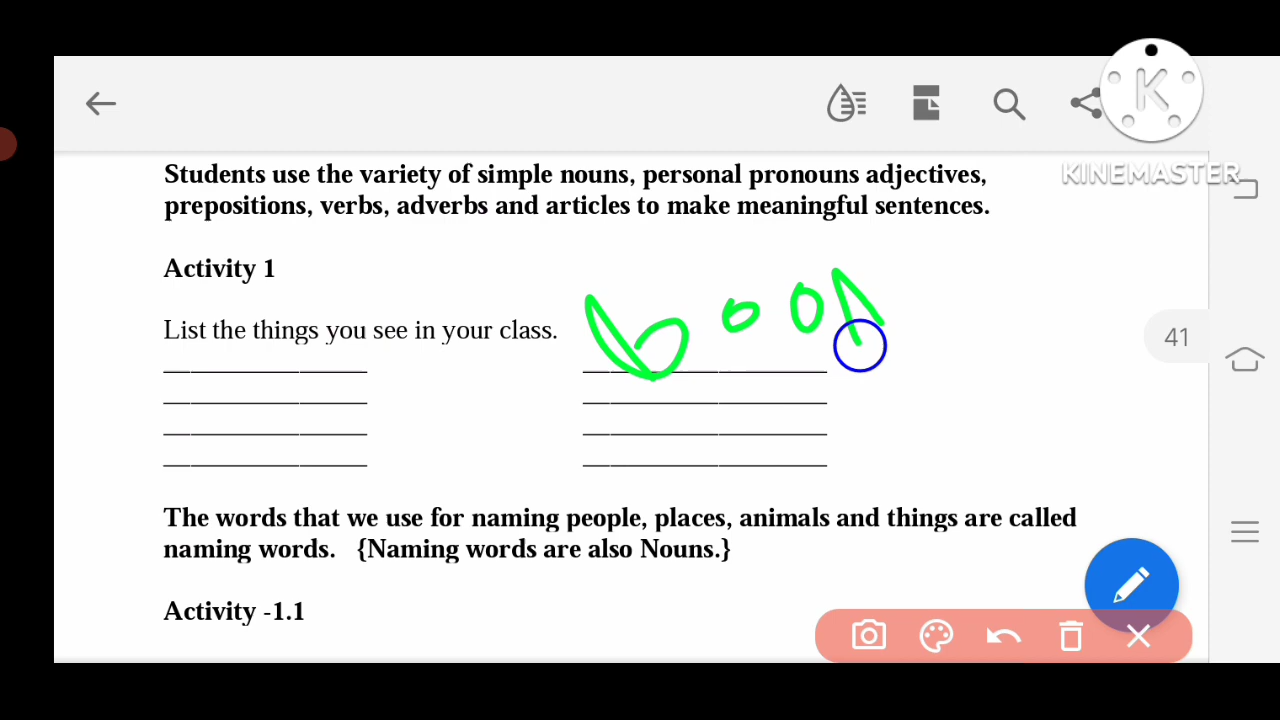 KINEMASTER
Students use the variety of simple nouns, personal pronouns adjectives,
prepositions, verbs, adverbs and articles to make meaningful sentences.
Activity 1
List the things you see in your class.
41
The words that we use for naming people, places, animals and things are called
naming words. {Naming words are also Nouns.}
Activity -1.1